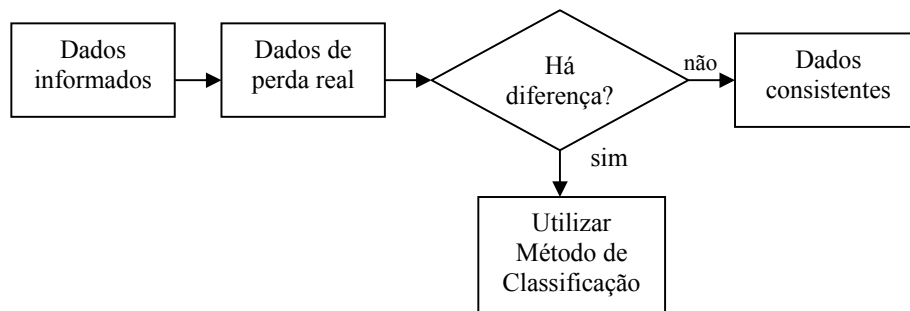 Dados
informados
Dados de
perda real
Há
diferença?
não
Dados
consistentes
sim
Utilizar
Método de
Classificação